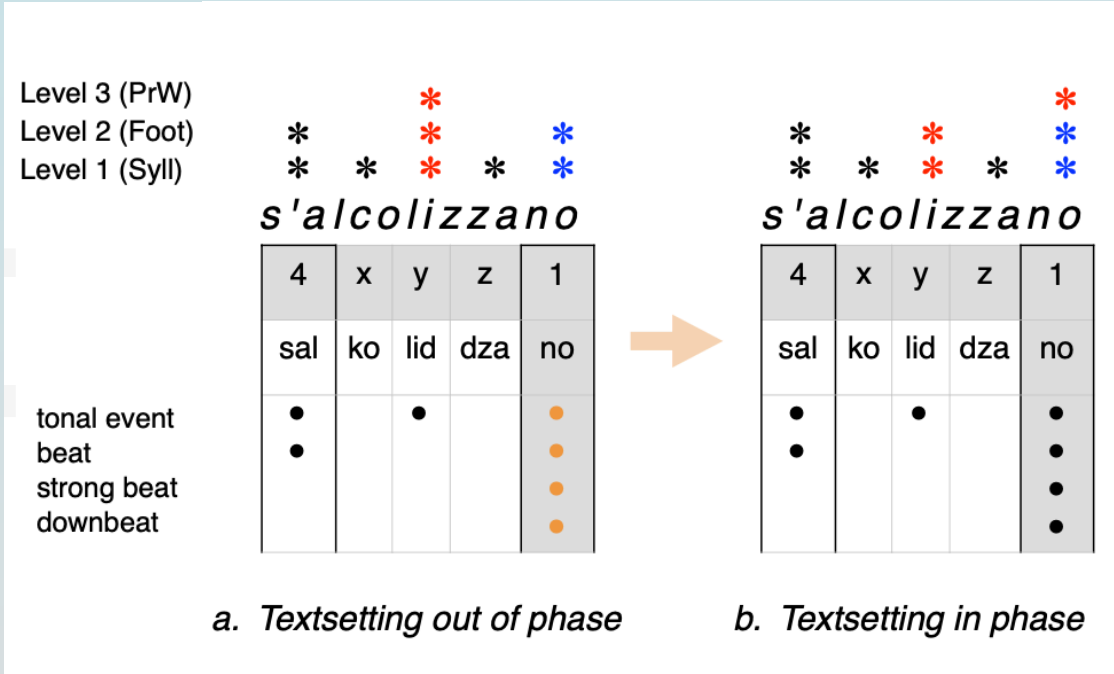 Level 3 (PrW) * *
Level 2 (Foot) * * * * * *
Level 1 (Syll) * * * * * * * * * *
s'alcolizzano s'alcolizzano
4 x y z 1 4 x y z 1
sal ko lid dza no sal ko lid dza no
tonal event
beat
strong beat
downbeat
a. Textsetting out of phase b. Textsetting in phase